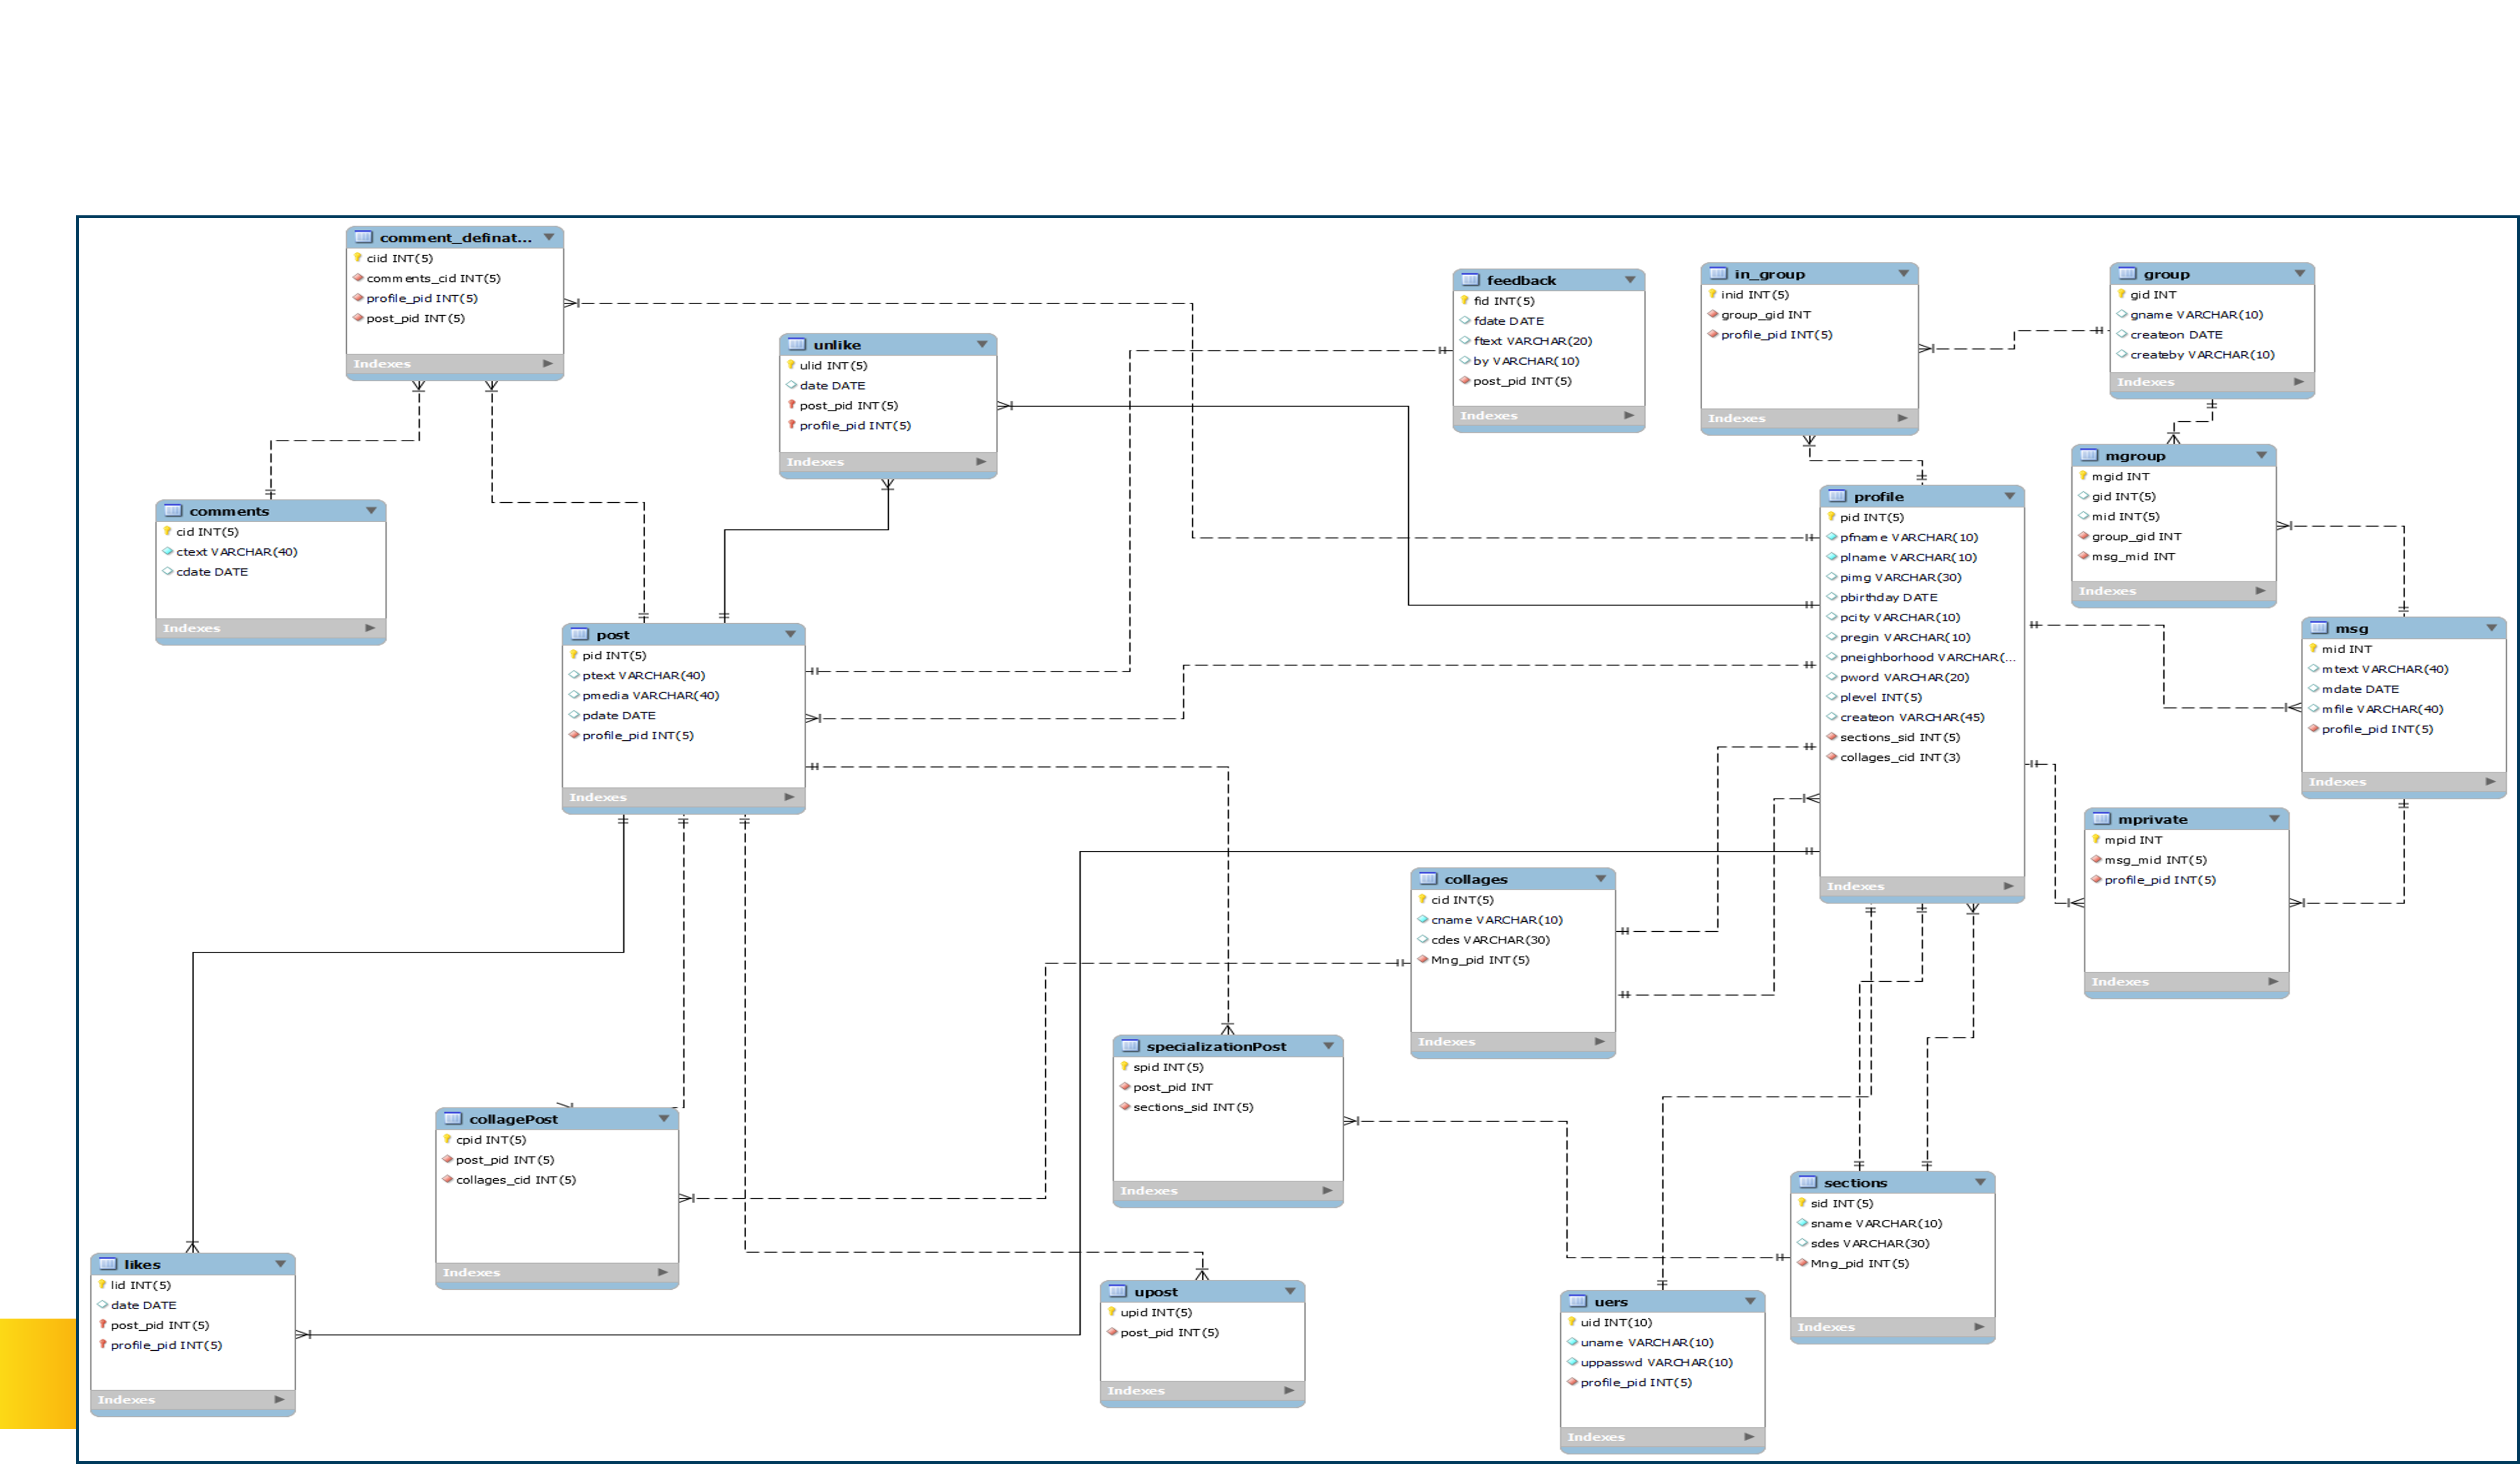 comment_definat...
ciid INT(5)
comments_cid INT(5)
profile_pid INT(5)
post_pid INT(5)
Indexes
unlike
ulid INT(5)
date DATE
post_pid INT(5)
profile_pid INT(5)
Indexes
feedback
fid INT(5)
fdate DATE
ftext VARCHAR(20)
by VARCHAR(10)
post_pid INT(5)
Indexes
in_group
inid INT(5)
group_gid INT
profile_pid INT(5)
Indexes
group
gid INT
gname VARCHAR(10)
createon DATE
createby VARCHAR(10)
Indexes
mgroup
mgid INT
gid INT(5)
mid INT(5)
group_gid INT
msg_mid INT
Indexes
comments
cid INT(5)
ctext VARCHAR(40)
cdate DATE
Indexes
post
pid INT(5)
ptext VARCHAR(40)
pmedia VARCHAR(40)
pdate DATE
profile_pid INT(5)
Indexes
profile
pid INT(5)
pfname VARCHAR(10)
plname VARCHAR(10)
pimg VARCHAR(30)
pbirthday DATE
pcity VARCHAR(10)
pregin VARCHAR(10)
pneighborhood VARCHAR(...
pword VARCHAR(20)
plevel INT(5)
createon VARCHAR(45)
sections_sid INT(5)
collages_cid INT(3)
Indexes
msg
mid INT
mtext VARCHAR(40)
mdate DATE
mfile VARCHAR(40)
profile_pid INT(5)
Indexes
mprivate
mpid INT
msg_mid INT(5)
profile_pid INT(5)
Indexes
collages
cid INT(5)
cname VARCHAR(10)
cdes VARCHAR(30)
Mng_pid INT(5)
Indexes
specializationPost
spid INT(5)
post_pid INT
sections_sid INT(5)
Indexes
collagePost
cpid INT(5)
post_pid INT(5)
collages_cid INT(5)
Indexes
sections
sid INT(5)
sname VARCHAR(10)
sdes VARCHAR(30)
Mng_pid INT(5)
Indexes
likes
lid INT(5)
date DATE
post_pid INT(5)
profile_pid INT(5)
Indexes
upost
upid INT(5)
post_pid INT(5)
Indexes
uers
uid INT(10)
uname VARCHAR(10)
uppasswd VARCHAR(10)
profile_pid INT(5)
Indexes